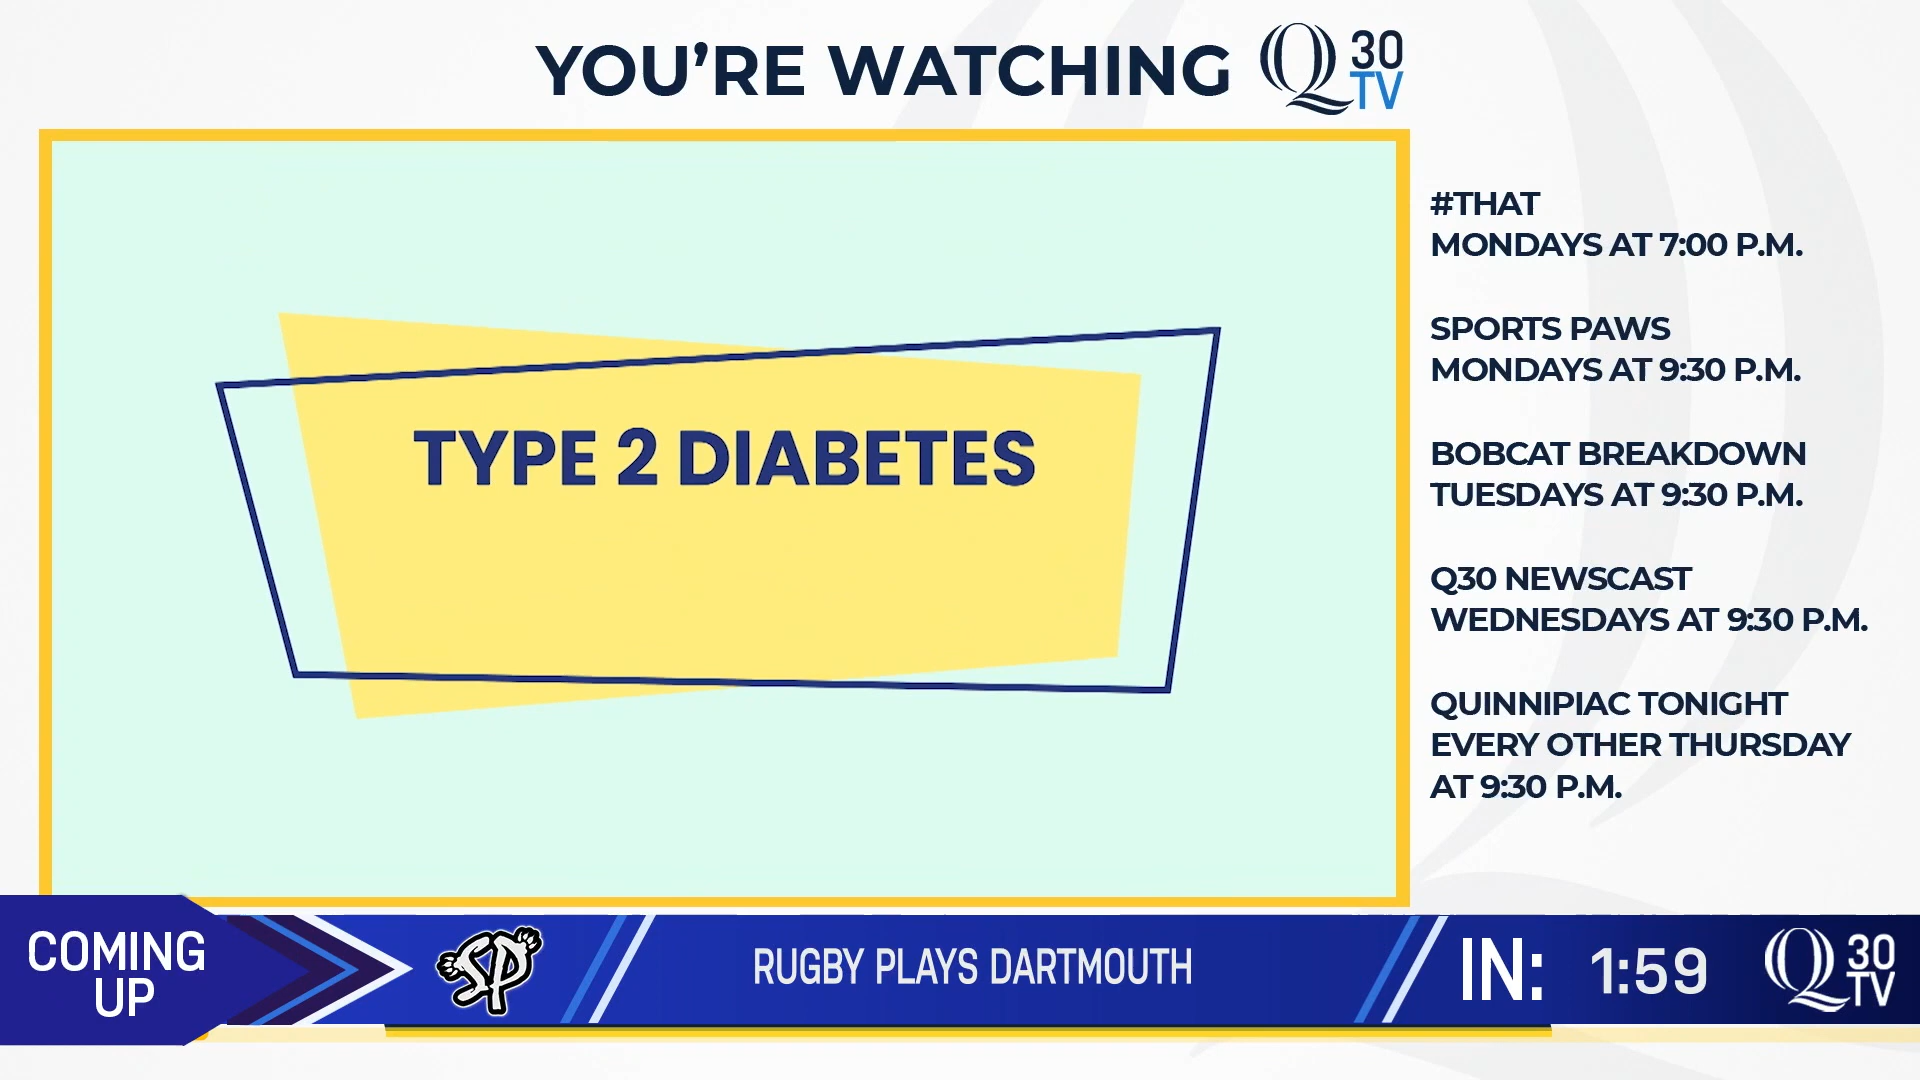 YOU'RE WATCHING Q 30 TV
TYPE 2 DIABETES
#THAT
MONDAYS AT 7:00 P.M.
SPORTS PAWS
MONDAYS AT 9:30 P.M.
BOBCAT BREAKDOWN
TUESDAYS AT 9:30 P.M.
Q30 NEWSCAST
WEDNESDAYS AT 9:30 P.M.
QUINNIPIAC TONIGHT
EVERY OTHER THURSDAY
AT 9:30 P.M.
COMING
UP
SP
RUGBY PLAYS DARTMOUTH
IN: 1:59
Q 30 TV